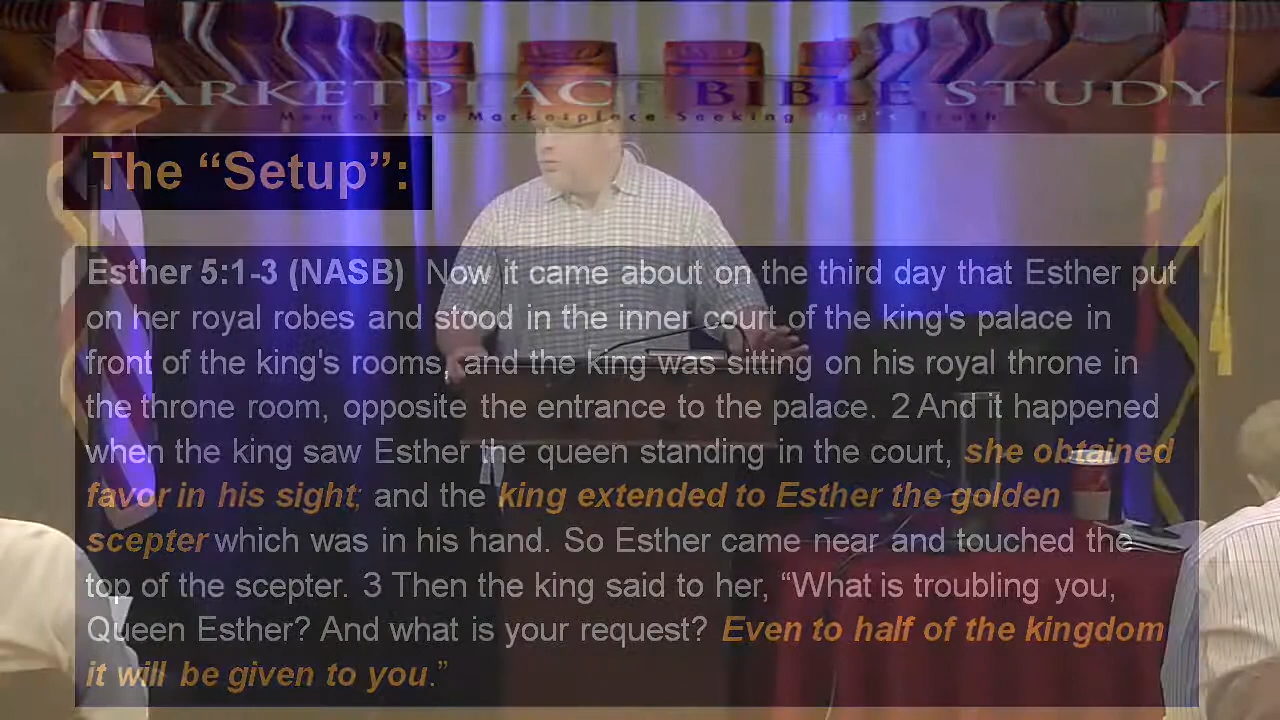 MARKETPLACE BIBLE STUDY
Men of the Marketplace Seeking God's Truth
The “Setup”:
Esther 5:1-3 (NASB) Now it came about on the third day that Esther put
on her royal robes and stood in the inner court of the king's palace in
front of the king's rooms, and the king was sitting on his royal throne in
the throne room, opposite the entrance to the palace. 2 And it happened
when the king saw Esther the queen standing in the court, she obtained
favor in his sight; and the king extended to Esther the golden
scepter which was in his hand. So Esther came near and touched the
top of the scepter. 3 Then the king said to her, “What is troubling you,
Queen Esther? And what is your request? Even to half of the kingdom
it will be given to you.”